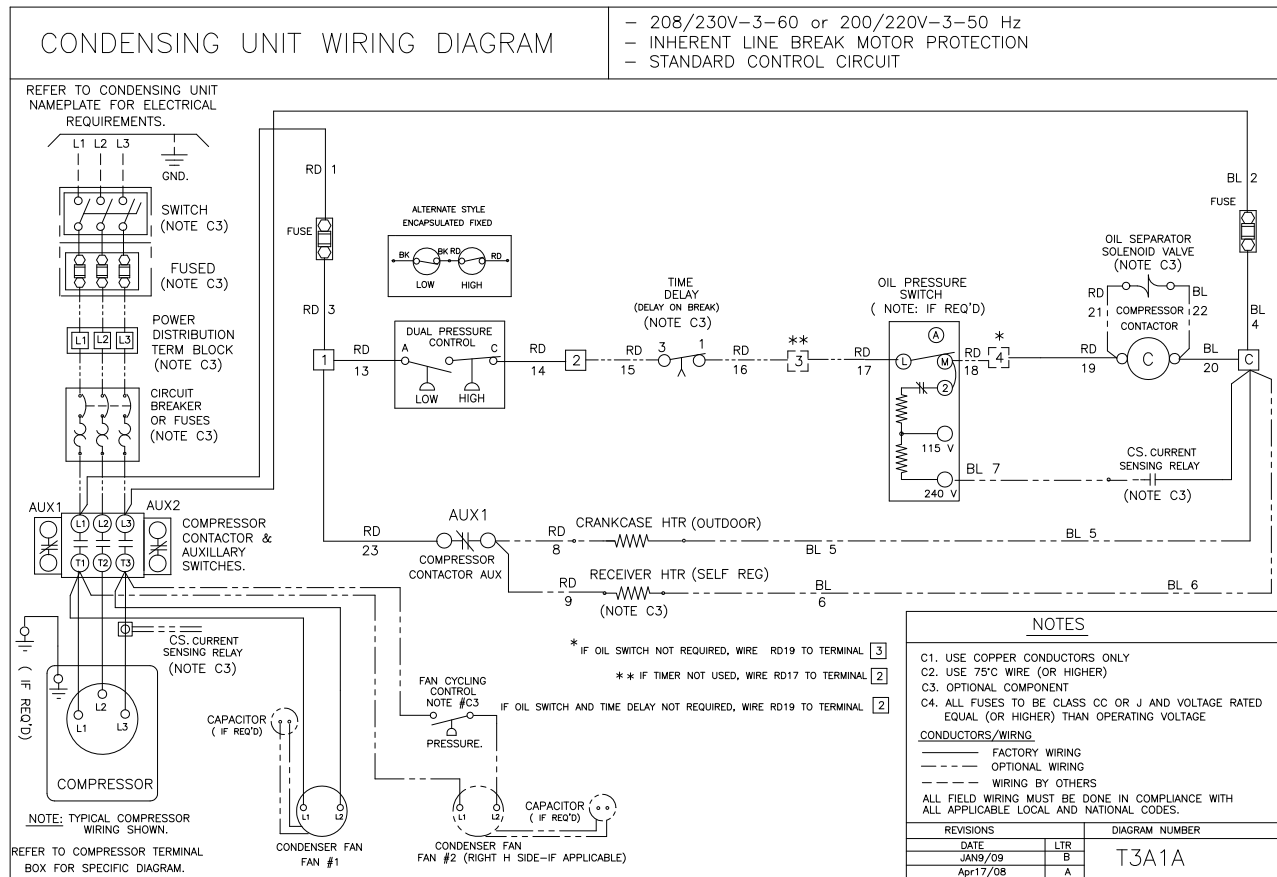 CONDENSING UNIT WIRING DIAGRAM
- 208/230V-3-60 or 200/220V-3-50 Hz
- INHERENT LINE BREAK MOTOR PROTECTION
- STANDARD CONTROL CIRCUIT
REFER TO CONDENSING UNIT
NAMEPLATE FOR ELECTRICAL
REQUIREMENTS.
L1 L2 L3
GND.
SWITCH
(NOTE C3)
FUSED
(NOTE C3)
L1 L2 L3
POWER
DISTRIBUTION
TERM BLOCK
(NOTE C3)
CIRCUIT
BREAKER
OR FUSES
(NOTE C3)
AUX1
AUX2
L1 L2 L3
T1 T2 T3
COMPRESSOR
CONTACTOR &
AUXILLARY
SWITCHES.
RD 1
FUSE
RD 3
1
ALTERNATE STYLE
ENCAPSULATED FIXED
BK BK RD RD
LOW HIGH
RD
13
DUAL PRESSURE
CONTROL
A C
LOW HIGH
RD
14
2
RD
15
TIME
DELAY
(DELAY ON BREAK)
(NOTE C3)
3 1
RD
16
**
3
RD
17
OIL PRESSURE
SWITCH
( NOTE: IF REQ'D)
A
L M
2
115 V
240 V
RD
18
*
4
RD
19
OIL SEPARATOR
SOLENOID VALVE
(NOTE C3)
RD
21
BL
22
COMPRESSOR
CONTACTOR
C
BL
20
BL 2
FUSE
BL
4
C
BL 7
CS. CURRENT
SENSING RELAY
(NOTE C3)
RD
23
AUX1
COMPRESSOR
CONTACTOR AUX
RD
8
CRANKCASE HTR (OUTDOOR)
BL 5
BL 5
RD
9
RECEIVER HTR (SELF REG)
(NOTE C3)
BL
6
BL 6
CS. CURRENT
SENSING RELAY
(NOTE C3)
( IF REQ'D)
L1 L2 L3
COMPRESSOR
NOTE: TYPICAL COMPRESSOR
WIRING SHOWN.
REFER TO COMPRESSOR TERMINAL
BOX FOR SPECIFIC DIAGRAM.
CAPACITOR
( IF REQ'D)
L1 L2
CONDENSER FAN
FAN #1
FAN CYCLING
CONTROL
NOTE #C3
PRESSURE.
L1 L2
CAPACITOR
( IF REQ'D)
CONDENSER FAN
FAN #2 (RIGHT H SIDE-IF APPLICABLE)
* IF OIL SWITCH NOT REQUIRED, WIRE RD19 TO TERMINAL 3
** IF TIMER NOT USED, WIRE RD17 TO TERMINAL 2
IF OIL SWITCH AND TIME DELAY NOT REQUIRED, WIRE RD19 TO TERMINAL 2
NOTES
C1. USE COPPER CONDUCTORS ONLY
C2. USE 75°C WIRE (OR HIGHER)
C3. OPTIONAL COMPONENT
C4. ALL FUSES TO BE CLASS CC OR J AND VOLTAGE RATED
EQUAL (OR HIGHER) THAN OPERATING VOLTAGE
CONDUCTORS/WIRNG
FACTORY WIRING
OPTIONAL WIRING
WIRING BY OTHERS
ALL FIELD WIRING MUST BE DONE IN COMPLIANCE WITH
ALL APPLICABLE LOCAL AND NATIONAL CODES.
REVISIONS
DIAGRAM NUMBER
DATE LTR
JAN9/09 B
Apr17/08 A
T3A1A